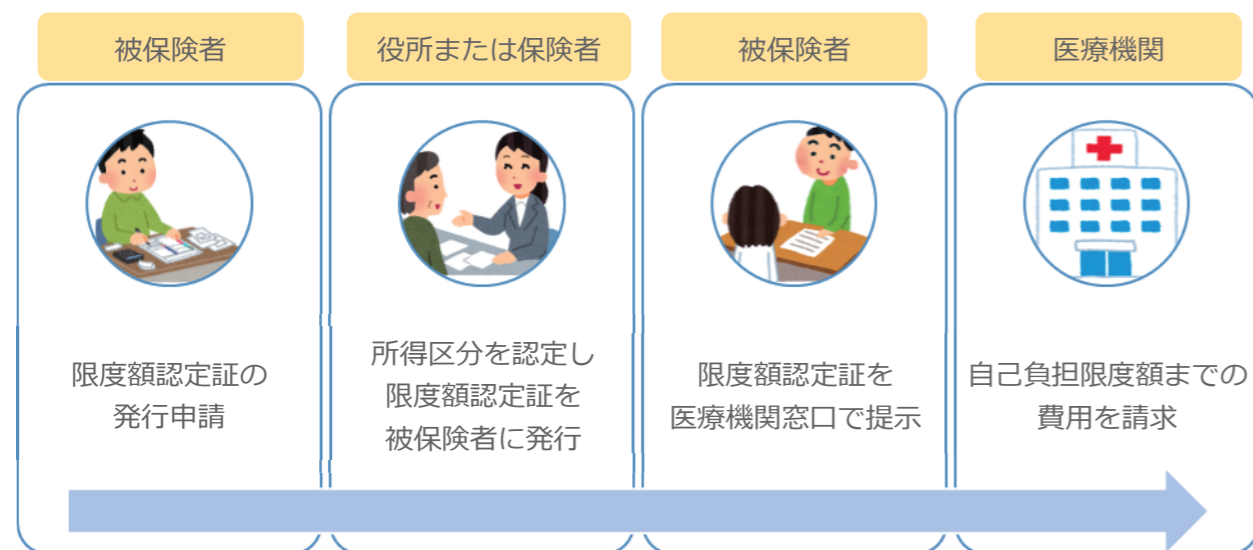 被保険者
限度額認定証の
発行申請
役所または保険者
所得区分を認定し
限度額認定証を
被保険者に発行
被保険者
限度額認定証を
医療機関窓口で提示
医療機関
自己負担限度額までの
費用を請求